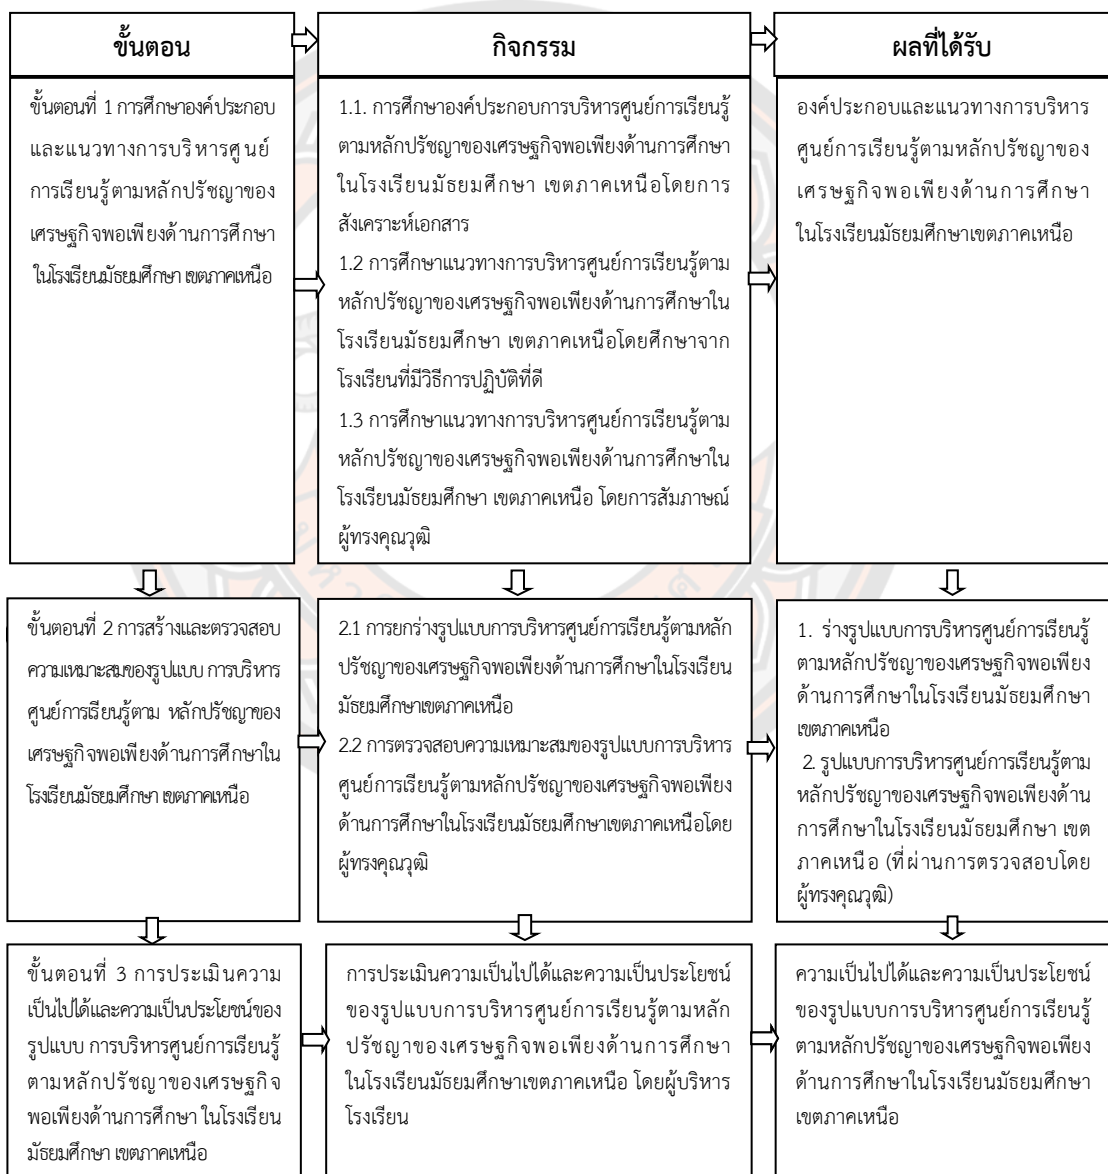 ขั้นตอน
กิจกรรม
ผลที่ได้รับ
ขั้นตอนที่ 1 การศึกษาองค์ประกอบ
และแนวทางการบริหารศูนย์
การเรียนรู้ตามหลักปรัชญาของ
เศรษฐกิจพอเพียงด้านการศึกษา
ในโรงเรียนมัธยมศึกษา เขตภาคเหนือ
1.1. การศึกษาองค์ประกอบการบริหารศูนย์การเรียนรู้
ตามหลักปรัชญาของเศรษฐกิจพอเพียงด้านการศึกษา
ในโรงเรียนมัธยมศึกษา เขตภาคเหนือโดยการ
สังเคราะห์เอกสาร
1.2 การศึกษาแนวทางการบริหารศูนย์การเรียนรู้ตาม
หลักปรัชญาของเศรษฐกิจพอเพียงด้านการศึกษาใน
โรงเรียนมัธยมศึกษา เขตภาคเหนือโดยศึกษาจาก
โรงเรียนที่มีวิธีการปฏิบัติที่ดี
1.3 การศึกษาแนวทางการบริหารศูนย์การเรียนรู้ตาม
หลักปรัชญาของเศรษฐกิจพอเพียงด้านการศึกษาใน
โรงเรียนมัธยมศึกษา เขตภาคเหนือ โดยการสัมภาษณ์
ผู้ทรงคุณวุฒิ
องค์ประกอบและแนวทางการบริหาร
ศูนย์การเรียนรู้ตามหลักปรัชญาของ
เศรษฐกิจพอเพียงด้านการศึกษา
ในโรงเรียนมัธยมศึกษาเขตภาคเหนือ
ขั้นตอนที่ 2 การสร้างและตรวจสอบ
ความเหมาะสมของรูปแบบ การบริหาร
ศูนย์การเรียนรู้ตาม หลักปรัชญาของ
เศรษฐกิจพอเพียงด้านการศึกษาใน
โรงเรียนมัธยมศึกษา เขตภาคเหนือ
2.1 การยกร่างรูปแบบการบริหารศูนย์การเรียนรู้ตามหลัก
ปรัชญาของเศรษฐกิจพอเพียงด้านการศึกษาในโรงเรียน
มัธยมศึกษาเขตภาคเหนือ
2.2 การตรวจสอบความเหมาะสมของรูปแบบการบริหาร
ศูนย์การเรียนรู้ตามหลักปรัชญาของเศรษฐกิจพอเพียง
ด้านการศึกษาในโรงเรียนมัธยมศึกษาเขตภาคเหนือโดย
ผู้ทรงคุณวุฒิ
1. ร่างรูปแบบการบริหารศูนย์การเรียนรู้
ตามหลักปรัชญาของเศรษฐกิจพอเพียง
ด้านการศึกษาในโรงเรียนมัธยมศึกษา
เขตภาคเหนือ
2. รูปแบบการบริหารศูนย์การเรียนรู้ตาม
หลักปรัชญาของเศรษฐกิจพอเพียงด้าน
การศึกษาในโรงเรียนมัธยมศึกษา เขต
ภาคเหนือ (ที่ผ่านการตรวจสอบโดย
ผู้ทรงคุณวุฒิ)
ขั้นตอนที่ 3 การประเมินความ
เป็นไปได้และความเป็นประโยชน์ของ
รูปแบบ การบริหารศูนย์การเรียนรู้
ตามหลักปรัชญาของเศรษฐกิจ
พอเพียงด้านการศึกษา ในโรงเรียน
มัธยมศึกษา เขตภาคเหนือ
การประเมินความเป็นไปได้และความเป็นประโยชน์
ของรูปแบบการบริหารศูนย์การเรียนรู้ตามหลัก
ปรัชญาของเศรษฐกิจพอเพียงด้านการศึกษา
ในโรงเรียนมัธยมศึกษาเขตภาคเหนือ โดยผู้บริหาร
โรงเรียน
ความเป็นไปได้และความเป็นประโยชน์
ของรูปแบบการบริหารศูนย์การเรียนรู้
ตามหลักปรัชญาของเศรษฐกิจพอเพียง
ด้านการศึกษาในโรงเรียนมัธยมศึกษา
เขตภาคเหนือ